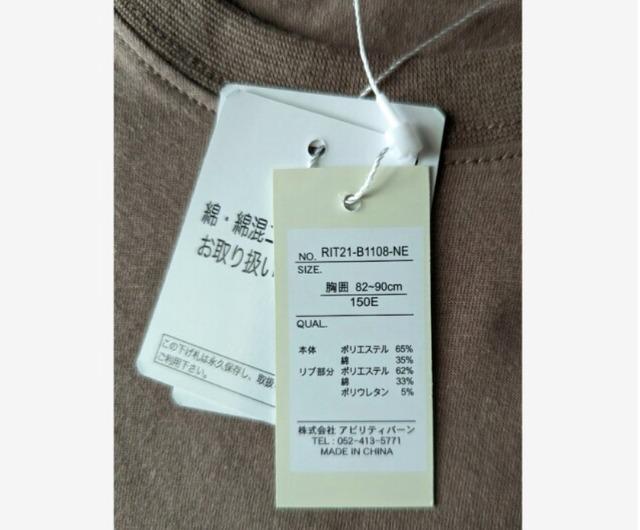 綿・綿混
お取り扱い
この下げ札は永久保存し、取扱
ご利用下さい。
NO. RIT21-B1108-NE
SIZE.
胸囲 82~90cm
150E
QUAL.
本体 ポリエステル 65%
綿 35%
リブ部分 ポリエステル 62%
綿 33%
ポリウレタン 5%
株式会社 アビリティバーン
TEL : 052-413-5771
MADE IN CHINA